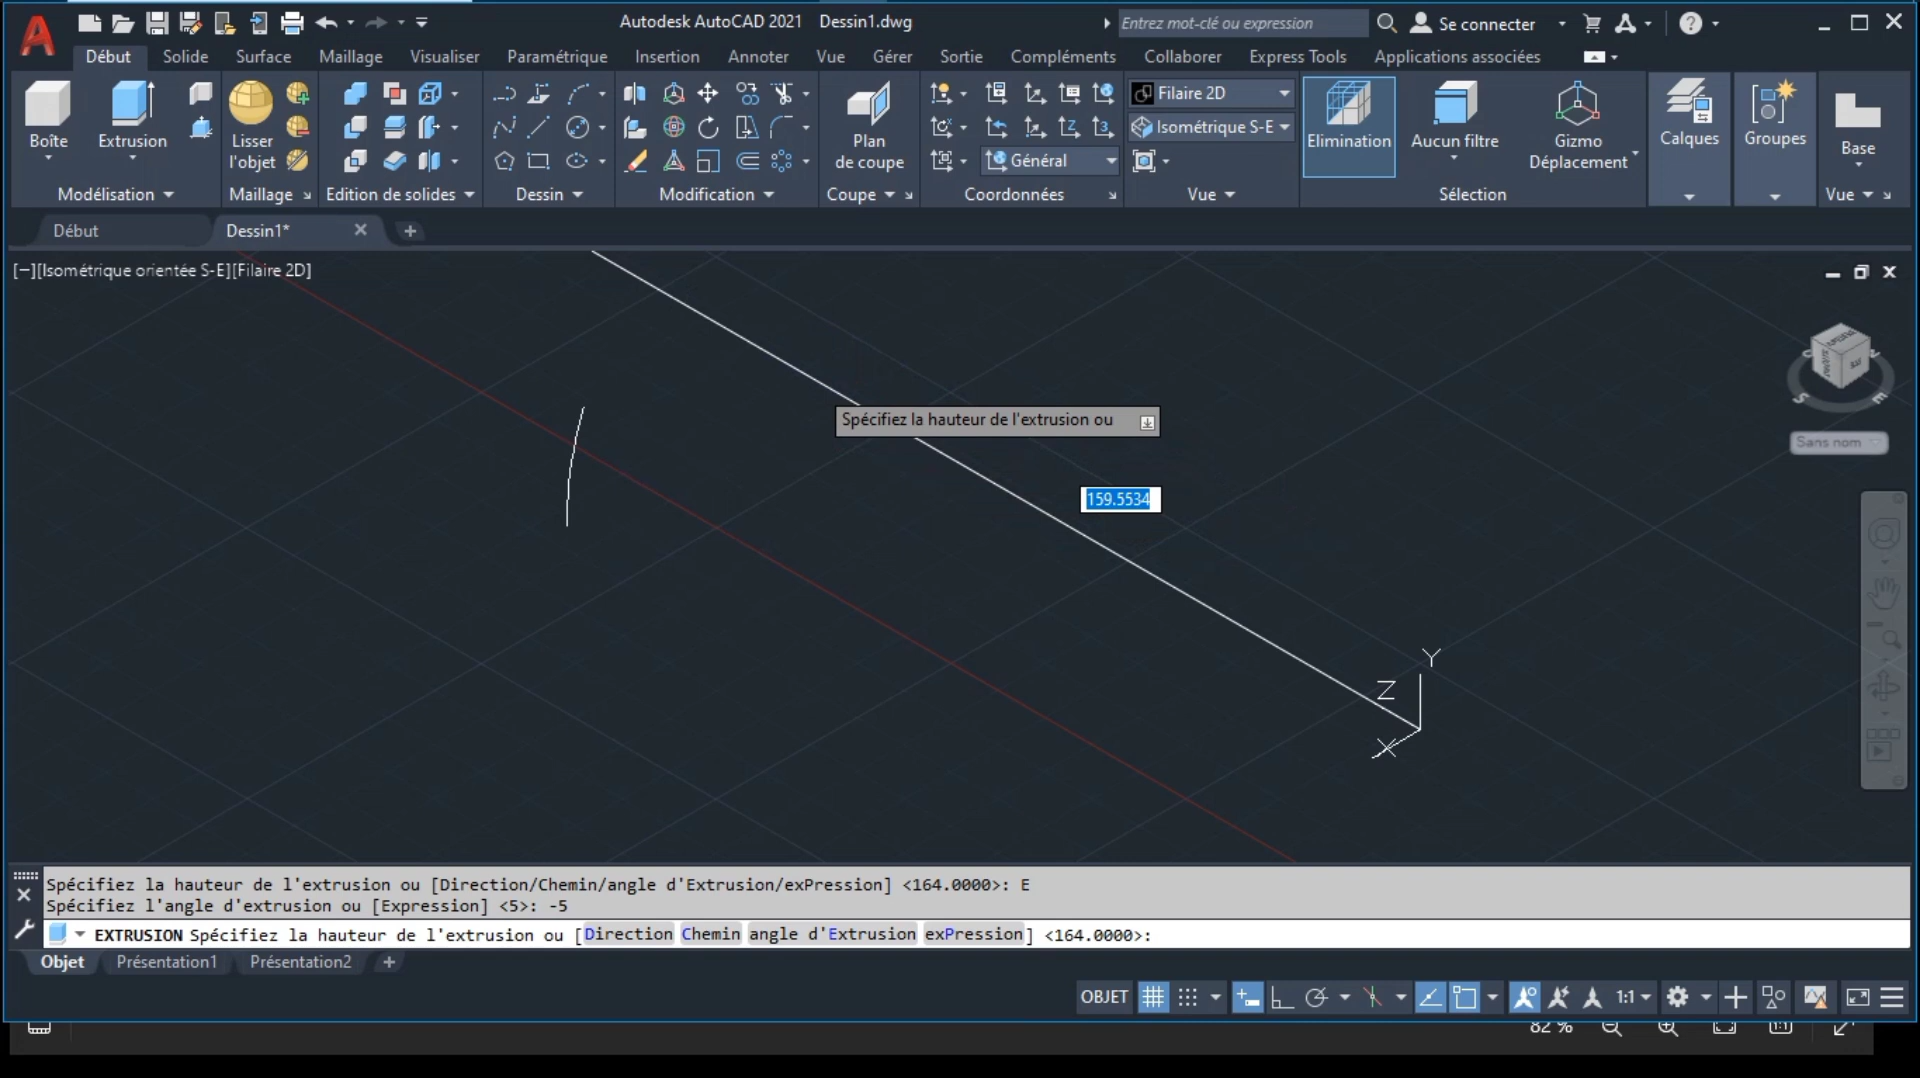 Autodesk AutoCAD 2021 Dessin1.dwg
Entrez mot-clé ou expression
Se connecter
Début Solide Surface Maillage Visualiser Paramétrique Insertion Annoter Vue Gérer Sortie Compléments Collaborer Express Tools Applications associées
Boîte
Extrusion
Lisser
l'objet
Plan
de coupe
Filaire 2D
Isométrique S-E
Général
Elimination
Aucun filtre
Gizmo
Déplacement
Calques
Groupes
Base
Modélisation Maillage Edition de solides Dessin Modification Coupe Coordonnées Vue Sélection Vue
Début Dessin1*
[−][Isométrique orientée S-E][Filaire 2D]
Spécifiez la hauteur de l'extrusion ou
Sans nom
159.5534
Y
Z
X
Spécifiez la hauteur de l'extrusion ou [Direction/Chemin/angle d'Extrusion/exPression] <164.0000>: E
Spécifiez l'angle d'extrusion ou [Expression] <5>: -5
EXTRUSION Spécifiez la hauteur de l'extrusion ou [Direction Chemin angle d'Extrusion exPression] <164.0000>:
Objet Présentation1 Présentation2
OBJET 1:1
82 %